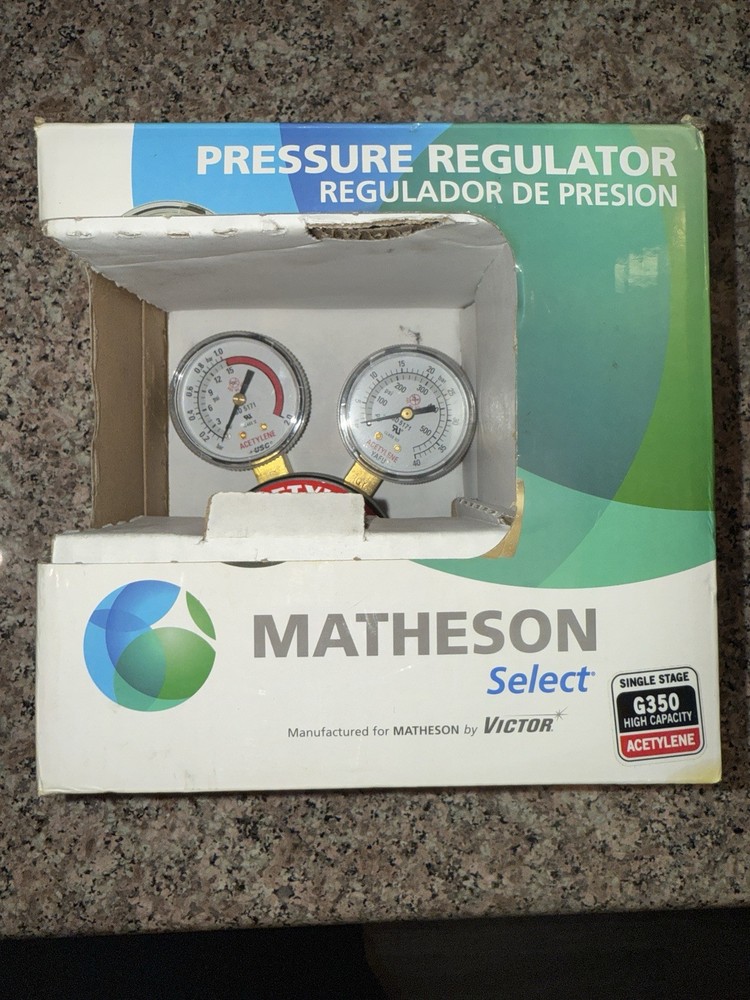 PRESSURE REGULATOR
REGULADOR DE PRESION
ACETYLENE
USG
ACETYLENE
MATHESON
Select
Manufactured for MATHESON by VICTOR
SINGLE STAGE
G350
HIGH CAPACITY
ACETYLENE